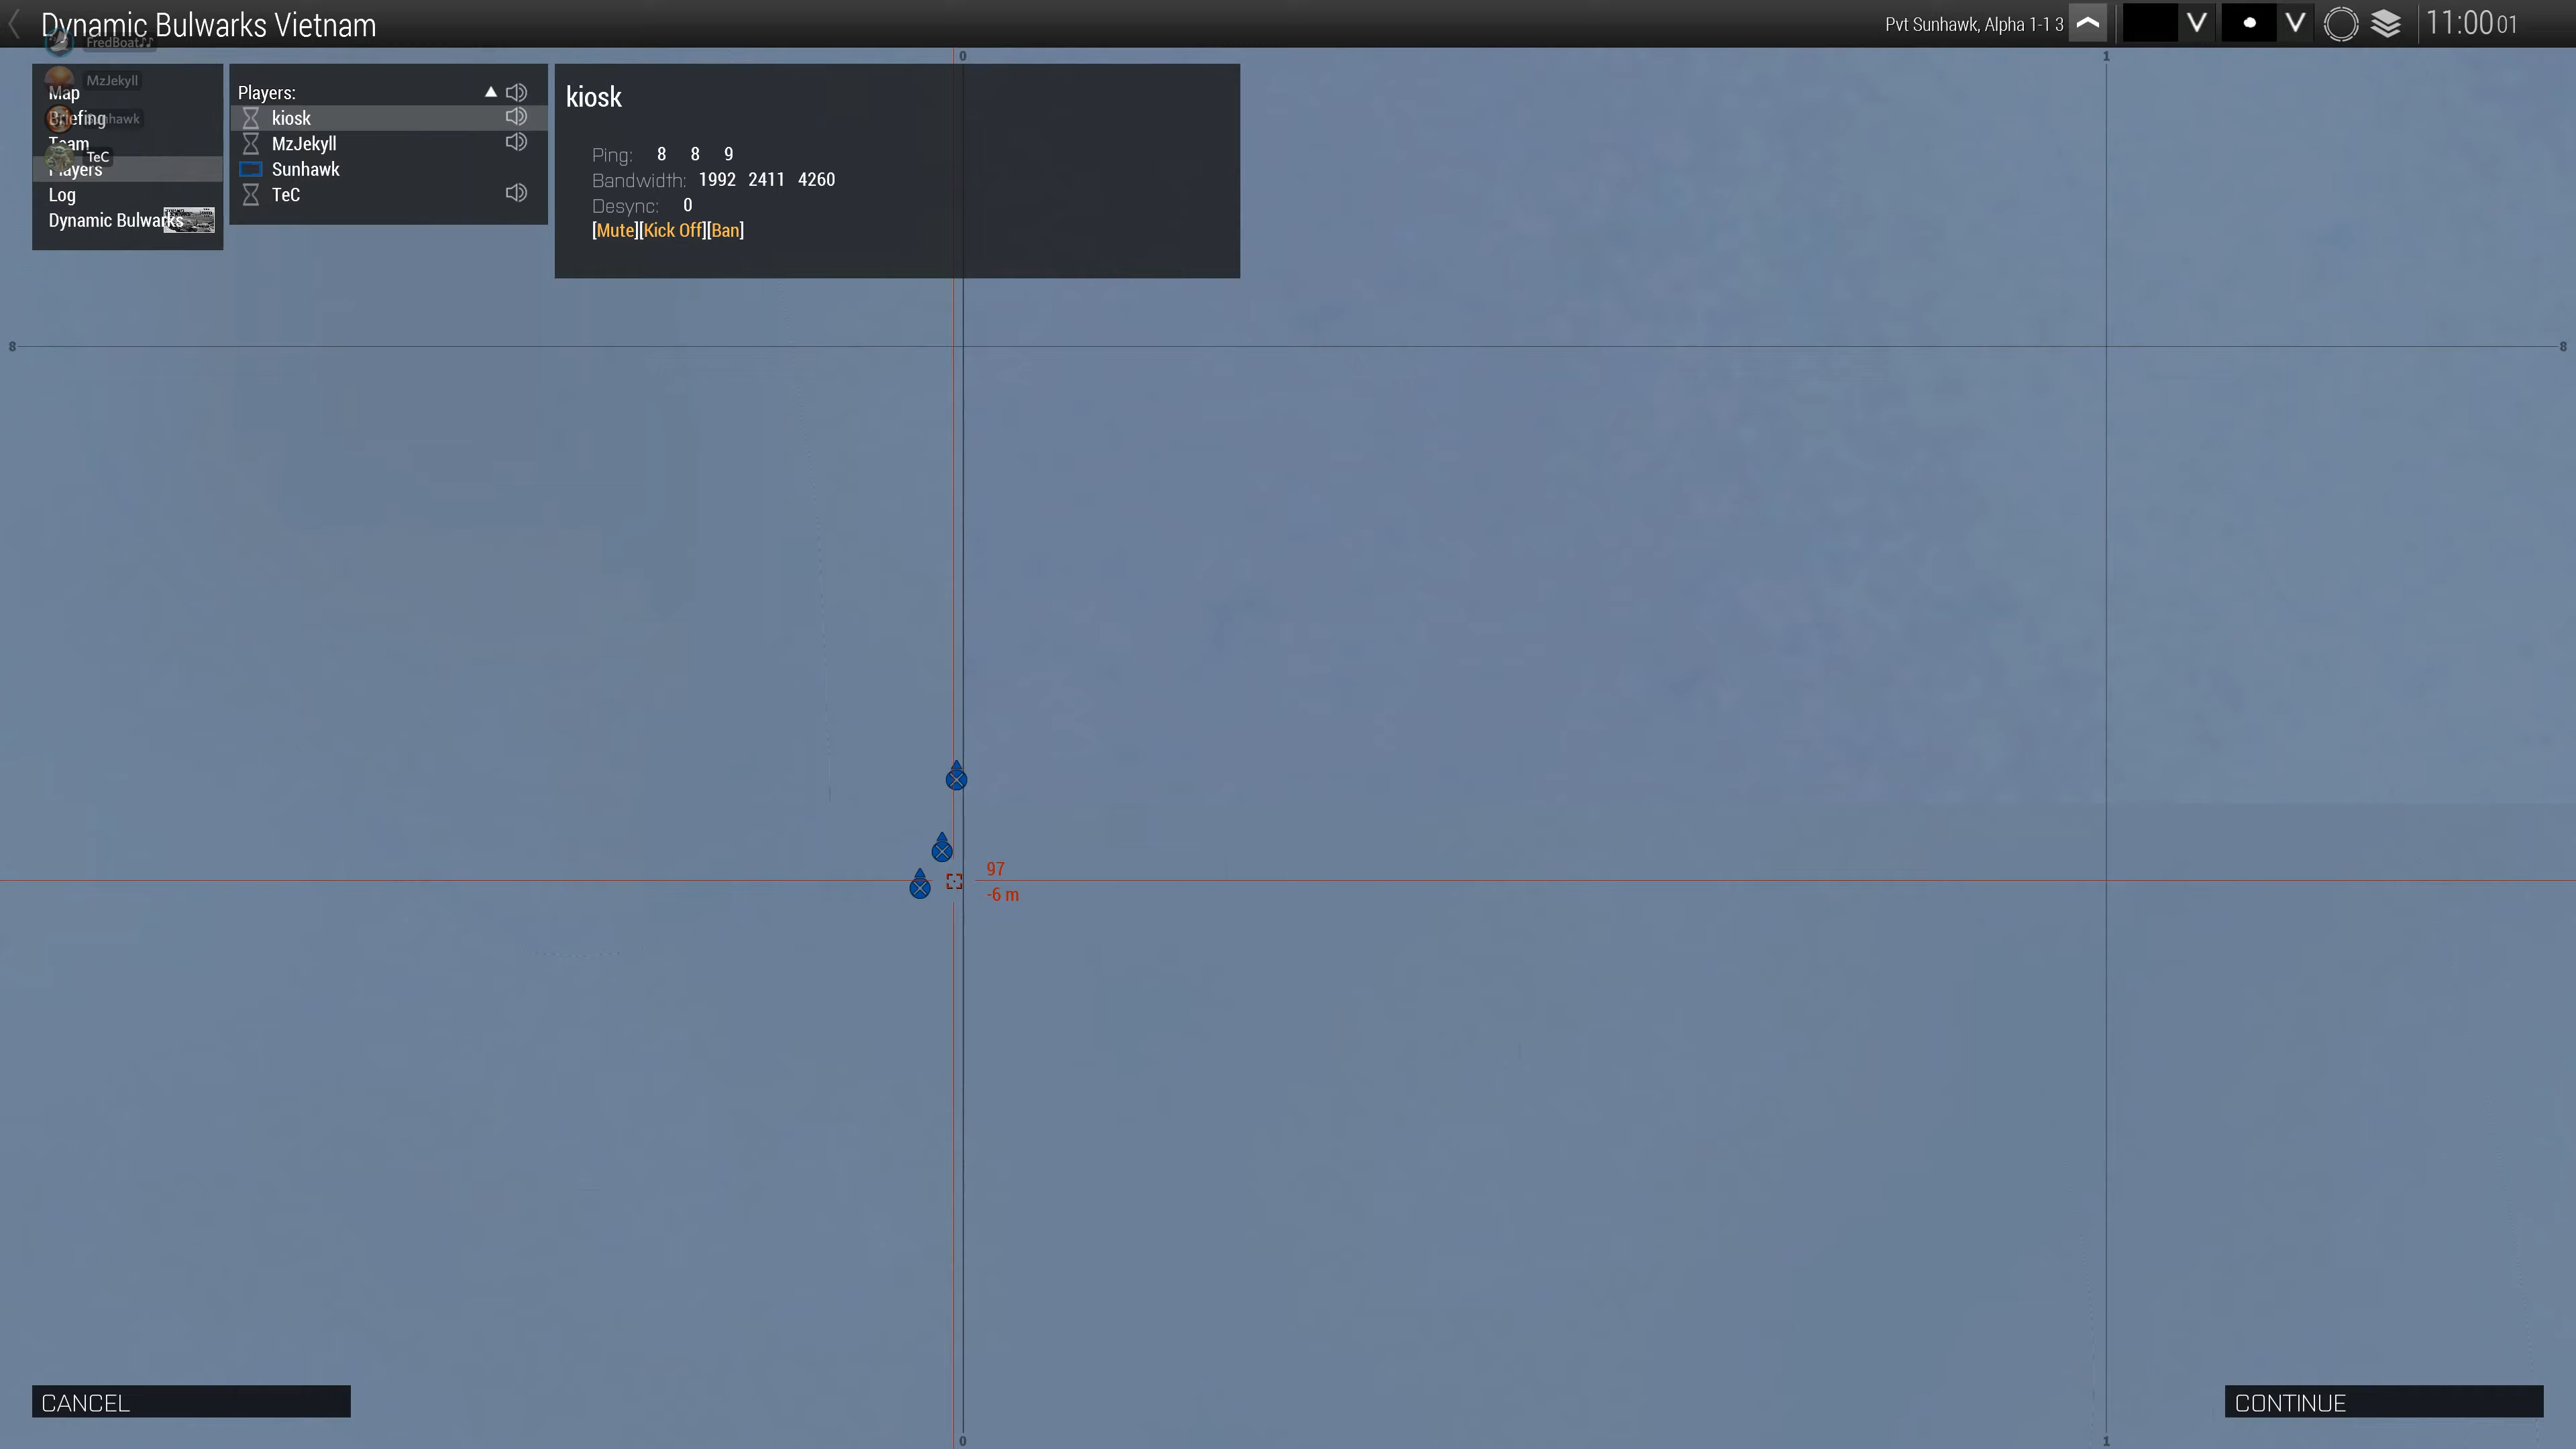 Dynamic Bulwarks Vietnam
Pvt Sunhawk, Alpha 1-1 3
11:00 01
FredBoat♪♪
MzJekyll
Map
Briefing
Sunhawk
Team
TeC
Players
Log
Dynamic Bulwarks
Players:
kiosk
MzJekyll
Sunhawk
TeC
kiosk
Ping: 8 8 9
Bandwidth: 1992 2411 4260
Desync: 0
[Mute][Kick Off][Ban]
0
1
8
8
97
-6 m
CANCEL
CONTINUE
0
1